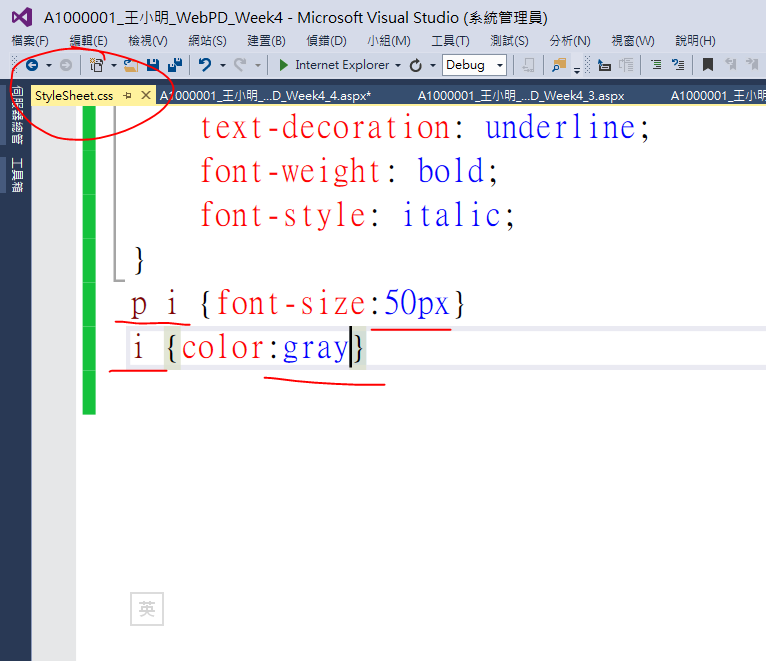 A1000001_王小明_WebPD_Week4 - Microsoft Visual Studio (系統管理員)
檔案(F) 編輯(E) 檢視(V) 網站(S) 建置(B) 偵錯(D) 小組(M) 工具(T) 測試(S) 分析(N) 視窗(W) 說明(H)
Internet Explorer Debug
伺服器總管 工具箱
StyleSheet.css A1000001_王小明_...D_Week4_4.aspx* A1000001_王小明_...D_Week4_3.aspx A1000001_王小明
text-decoration: underline;
font-weight: bold;
font-style: italic;
}
p i {font-size:50px}
i {color:gray}
英